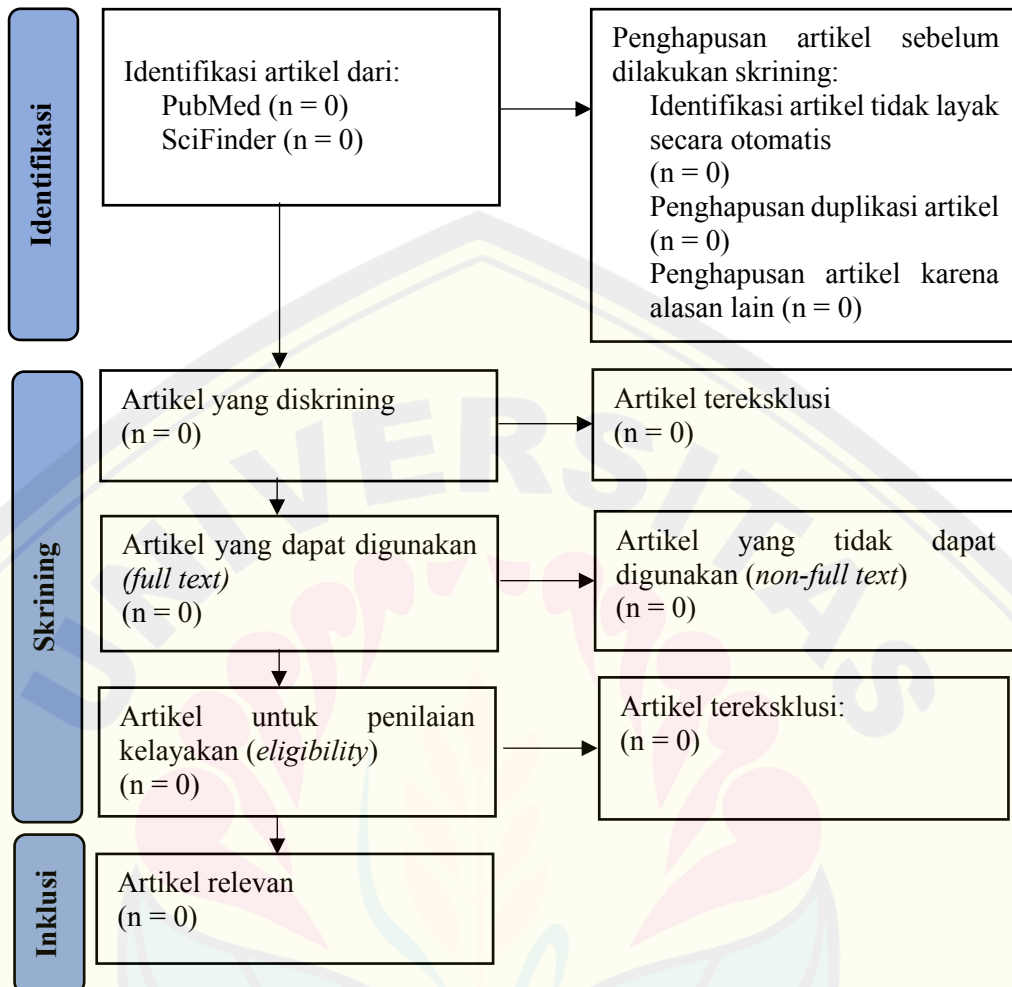 Identifikasi
Identifikasi artikel dari:
PubMed (n = 0)
SciFinder (n = 0)
Penghapusan artikel sebelum
dilakukan skrining:
Identifikasi artikel tidak layak
secara otomatis
(n = 0)
Penghapusan duplikasi artikel
(n = 0)
Penghapusan artikel karena
alasan lain (n = 0)
Skrining
Artikel yang diskrining
(n = 0)
Artikel tereksklusi
(n = 0)
Artikel yang dapat digunakan
(full text)
(n = 0)
Artikel yang tidak dapat
digunakan (non-full text)
(n = 0)
Artikel untuk penilaian
kelayakan (eligibility)
(n = 0)
Artikel tereksklusi:
(n = 0)
Inklusi
Artikel relevan
(n = 0)
UNIVERSITAS